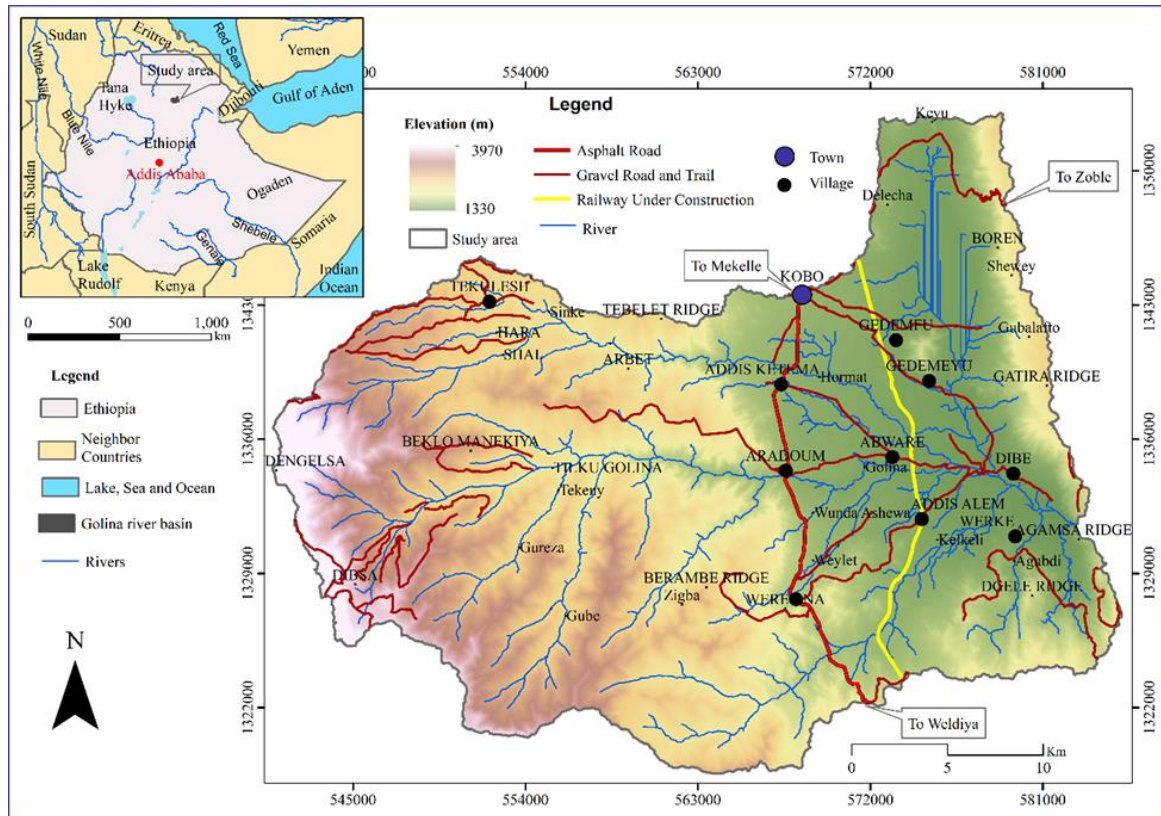 Sudan
Eritrea
Red Sea
Yemen
White Nile
Study area
Tana
Hyke
Djibouti
Gulf of Aden
Blue Nile
Ethiopia
Addis Ababa
Ogaden
South Sudan
Shebele
Genale
Somaria
Lake
Rudolf
Kenya
Indian
Ocean
0 500 1,000
km
Legend
Ethiopia
Neighbor
Countries
Lake, Sea and Ocean
Golina river basin
Rivers
N
554000 563000 572000 581000
Legend
Elevation (m)
3970
1330
Study area
Asphalt Road
Gravel Road and Trail
Railway Under Construction
River
Town
Village
Keyu
To Zoble
Delecha
BOREN
To Mekelle
KOBO
Shewey
TEKULESH
Sinke
TEBELET RIDGE
GEDEMFU
Gubalafto
HARA
SHAL
ARBET
ADDIS KETEMA
Hormat
GEDEMEYU
GATIRA RIDGE
BEKLO MANEKIYA
DENGELSA
TILKU GOLINA
ARADOUM
ABWARE
Golina
DIBE
Tekeny
Wunda Ashewa
ADDIS ALEM
WERKE
AGAMSA RIDGE
Gureza
Kelkeli
Weylet
Agabdi
DIBSA
BERAMBE RIDGE
Zigba
WEREGNA
DGELE RIDGE
Gube
To Weldiya
0 5 10
Km
1343000
1336000
1329000
1322000
1350000
1343000
1336000
1329000
1322000
545000 554000 563000 572000 581000